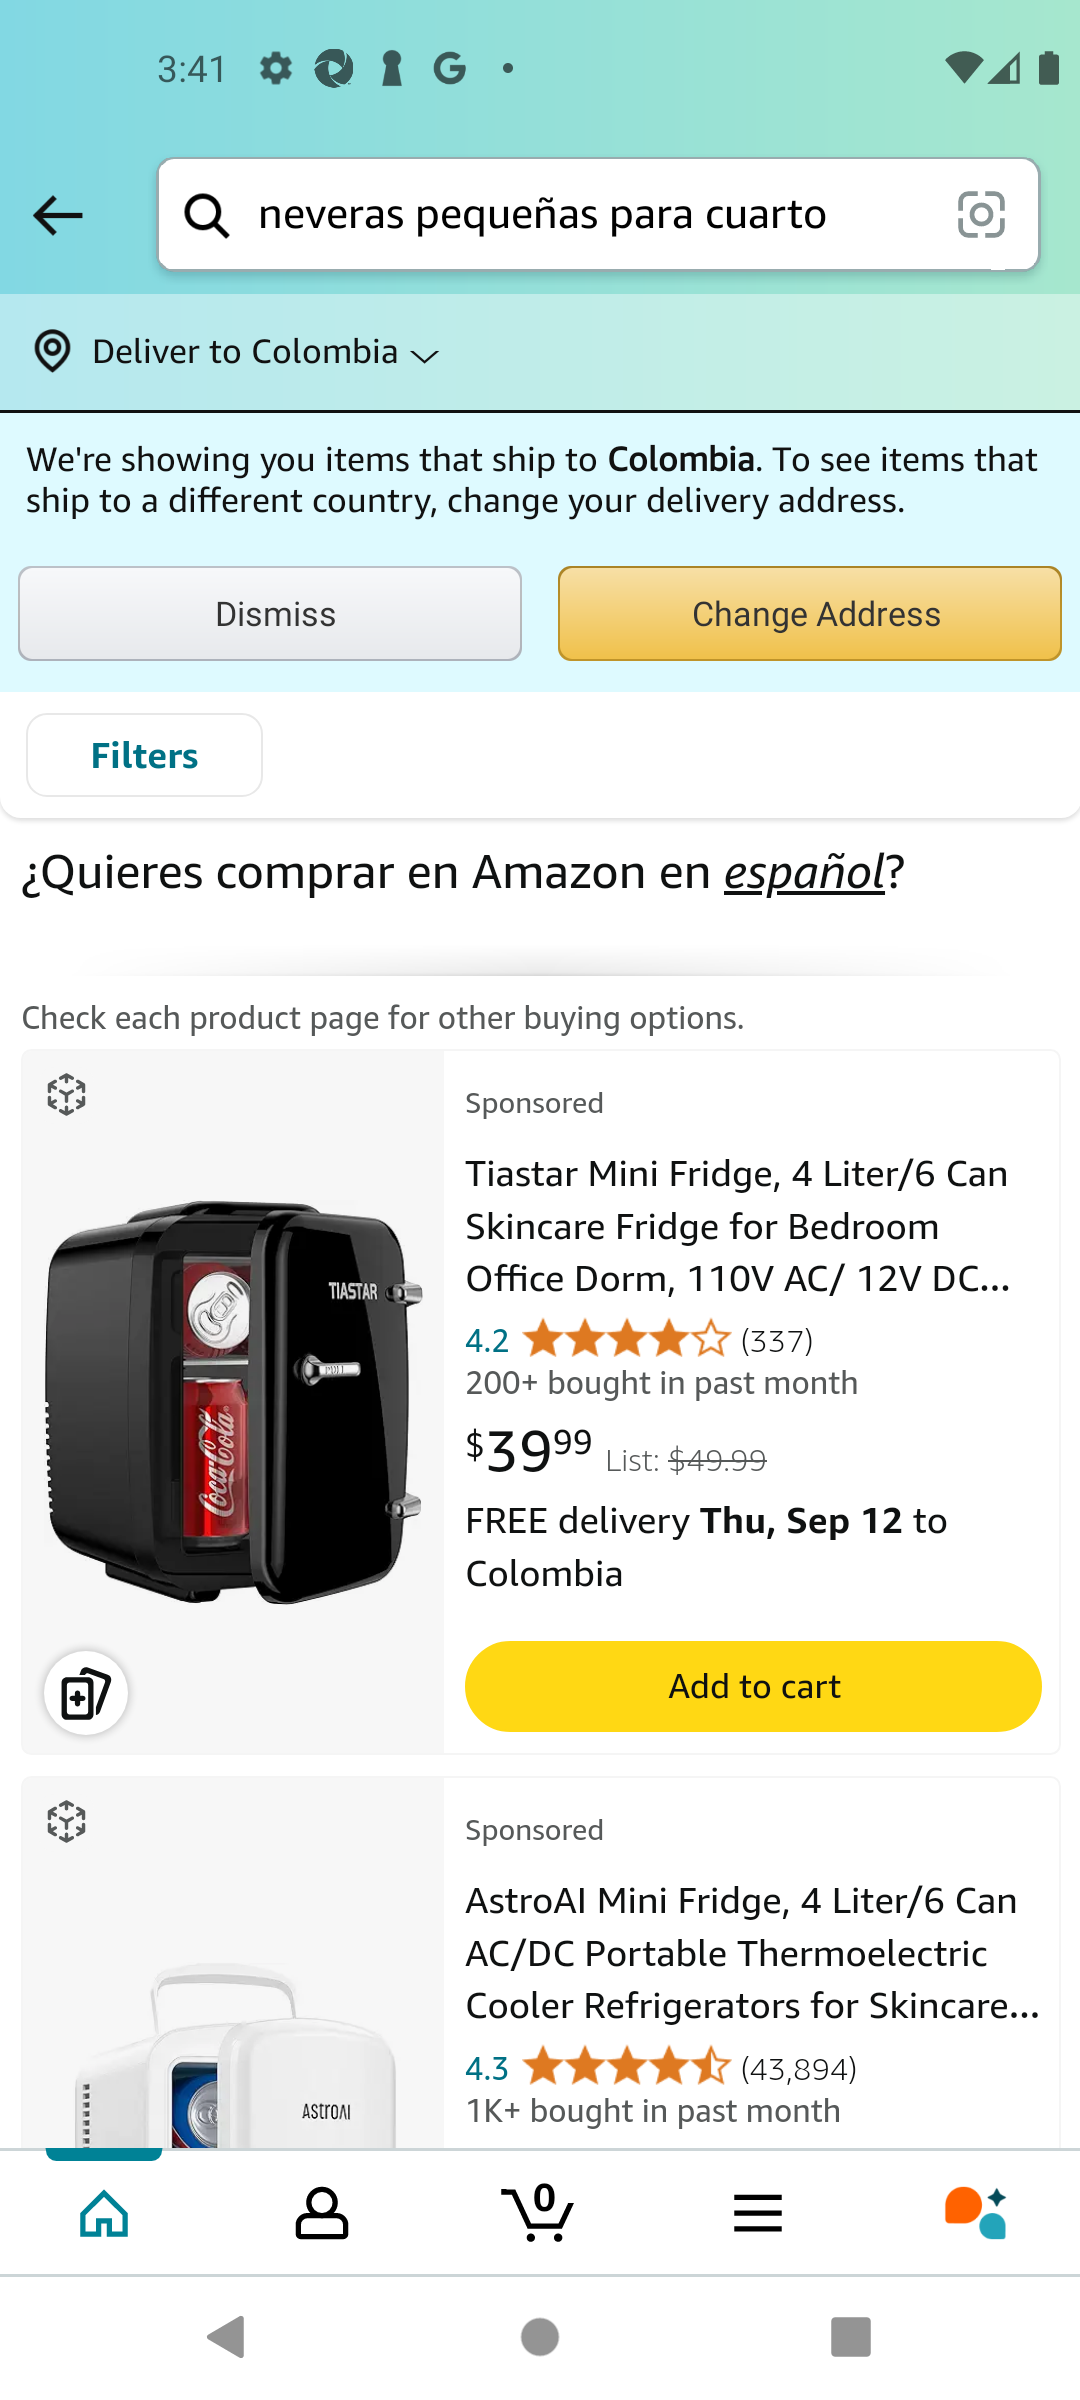 3:41
neveras pequeñas para cuarto
Deliver to Colombia
We're showing you items that ship to Colombia. To see items that
ship to a different country, change your delivery address.
Dismiss
Change Address
Filters
¿Quieres comprar en Amazon en español?
Check each product page for other buying options.
Sponsored
Tiastar Mini Fridge, 4 Liter/6 Can
Skincare Fridge for Bedroom
Office Dorm, 110V AC/ 12V DC...
4.2 (337)
200+ bought in past month
$39.99 List: $49.99
FREE delivery Thu, Sep 12 to
Colombia
Add to cart
TIASTAR
Coca-Cola
Sponsored
AstroAI Mini Fridge, 4 Liter/6 Can
AC/DC Portable Thermoelectric
Cooler Refrigerators for Skincare...
4.3 (43,894)
1K+ bought in past month
ASTROAI
0